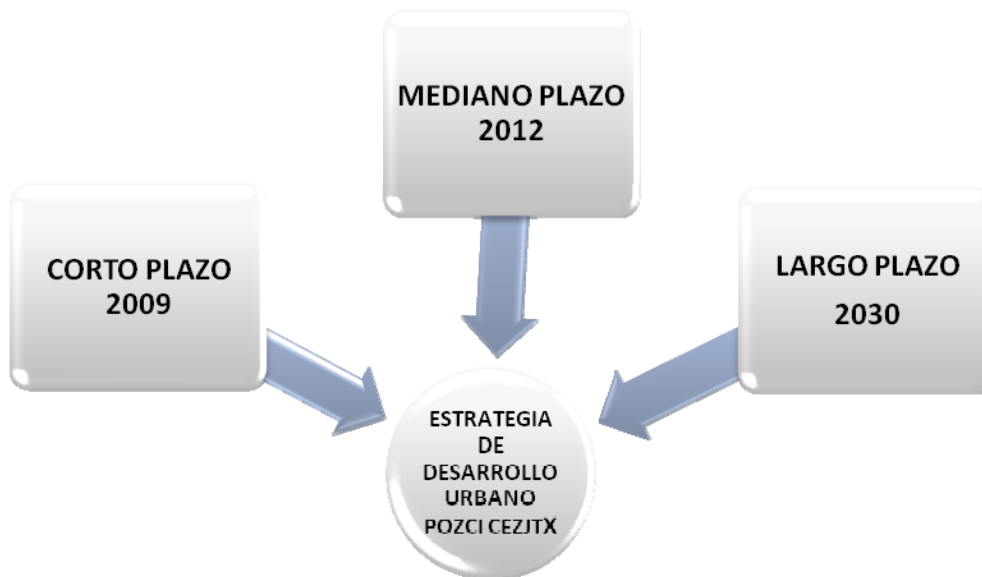 MEDIANO PLAZO
2012
CORTO PLAZO
2009
LARGO PLAZO
2030
ESTRATEGIA
DE
DESARROLLO
URBANO
POZCI CEZJTX